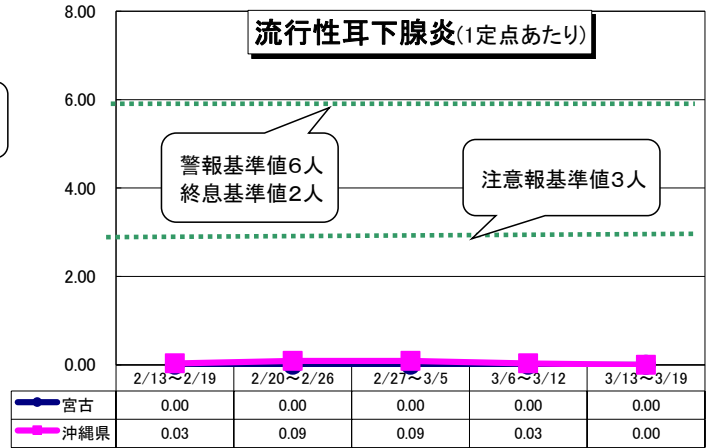 8.00
流行性耳下腺炎(1定点あたり)
6.00
警報基準値6人
終息基準値2人
注意報基準値3人
4.00
2.00
0.00
2/13～2/19 2/20～2/26 2/27～3/5 3/6～3/12 3/13～3/19
宮古 0.00 0.00 0.00 0.00 0.00
沖縄県 0.03 0.09 0.09 0.03 0.00